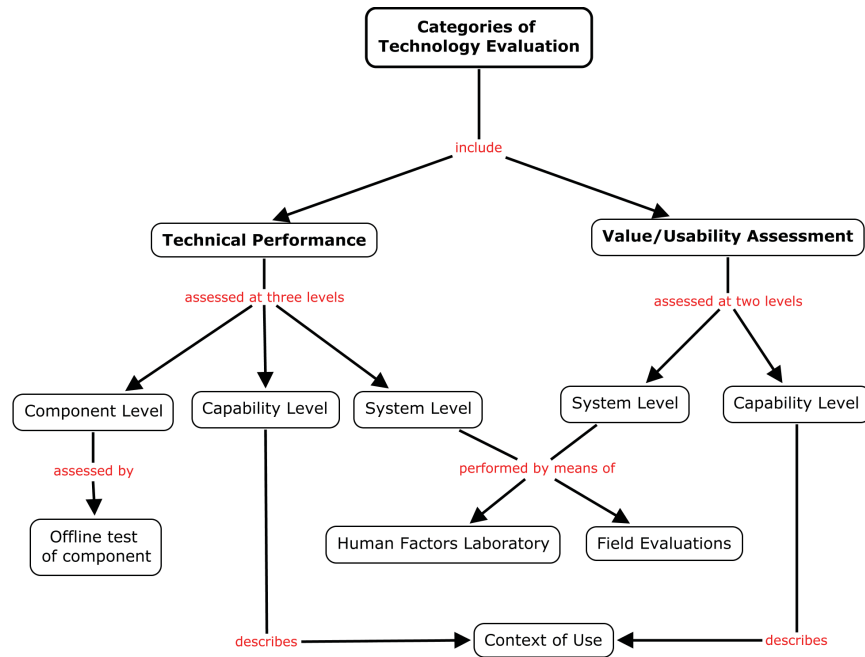 Categories of
Technology Evaluation
include
Technical Performance
Value/Usability Assessment
assessed at three levels
assessed at two levels
Component Level
Capability Level
System Level
System Level
Capability Level
assessed by
performed by means of
Offline test
of component
Human Factors Laboratory
Field Evaluations
describes
Context of Use
describes